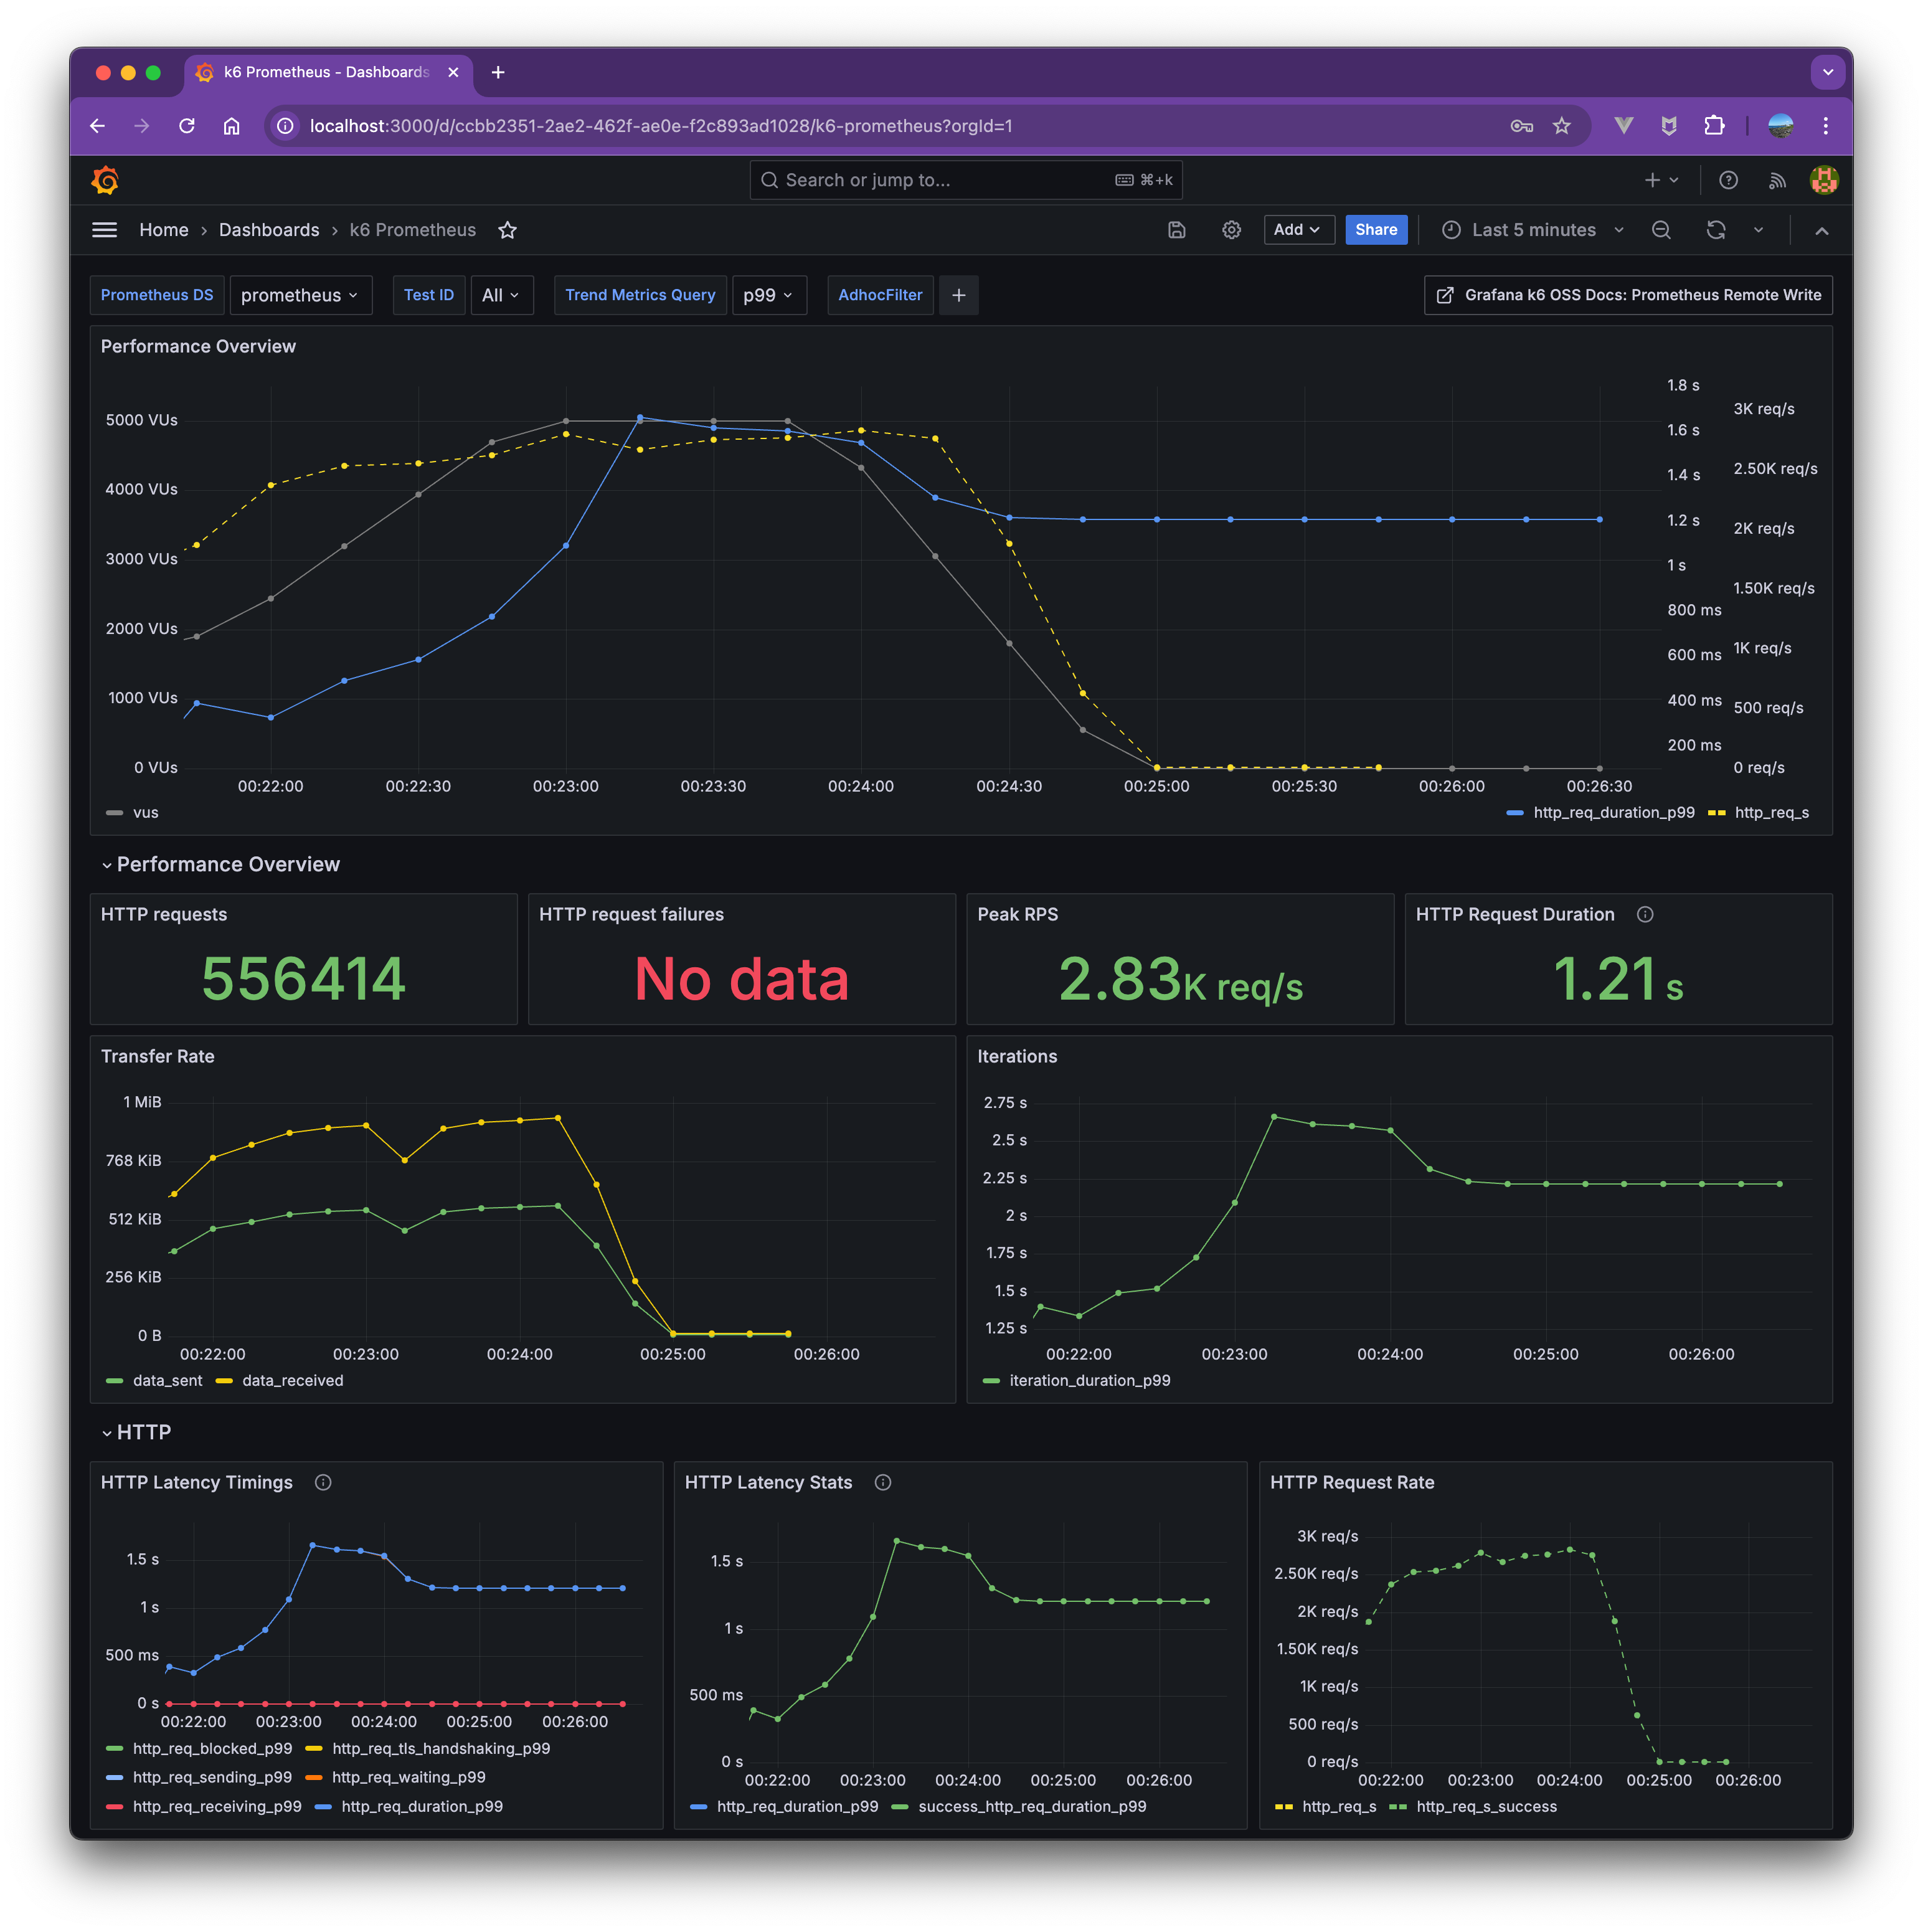 k6 Prometheus - Dashboards
localhost:3000/d/ccbb2351-2ae2-462f-ae0e-f2c893ad1028/k6-prometheus?orgId=1
Search or jump to... ⌘+k
Home › Dashboards › k6 Prometheus Add Share Last 5 minutes
Prometheus DS prometheus Test ID All Trend Metrics Query p99 AdhocFilter + Grafana k6 OSS Docs: Prometheus Remote Write
Performance Overview
5000 VUs
4000 VUs
3000 VUs
2000 VUs
1000 VUs
0 VUs
1.8 s
1.6 s
1.4 s
1.2 s
1 s
800 ms
600 ms
400 ms
200 ms
3K req/s
2.50K req/s
2K req/s
1.50K req/s
1K req/s
500 req/s
0 req/s
00:22:00 00:22:30 00:23:00 00:23:30 00:24:00 00:24:30 00:25:00 00:25:30 00:26:00 00:26:30
vus http_req_duration_p99 http_req_s
Performance Overview
HTTP requests
556414
HTTP request failures
No data
Peak RPS
2.83K req/s
HTTP Request Duration
1.21 s
Transfer Rate
1 MiB
768 KiB
512 KiB
256 KiB
0 B
00:22:00 00:23:00 00:24:00 00:25:00 00:26:00
data_sent data_received
Iterations
2.75 s
2.5 s
2.25 s
2 s
1.75 s
1.5 s
1.25 s
00:22:00 00:23:00 00:24:00 00:25:00 00:26:00
iteration_duration_p99
HTTP
HTTP Latency Timings
1.5 s
1 s
500 ms
0 s
00:22:00 00:23:00 00:24:00 00:25:00 00:26:00
http_req_blocked_p99 http_req_tls_handshaking_p99
http_req_sending_p99 http_req_waiting_p99
http_req_receiving_p99 http_req_duration_p99
HTTP Latency Stats
1.5 s
1 s
500 ms
0 s
00:22:00 00:23:00 00:24:00 00:25:00 00:26:00
http_req_duration_p99 success_http_req_duration_p99
HTTP Request Rate
3K req/s
2.50K req/s
2K req/s
1.50K req/s
1K req/s
500 req/s
0 req/s
00:22:00 00:23:00 00:24:00 00:25:00 00:26:00
http_req_s http_req_s_success